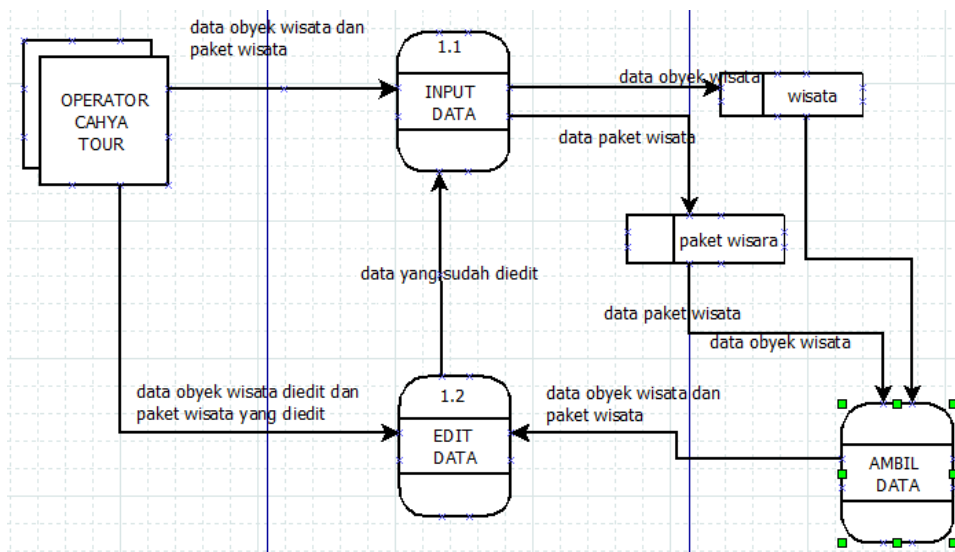 data obyek wisata dan
paket wisata
1.1
OPERATOR
CAHYA
TOUR
INPUT
DATA
data obyek wisata
wisata
data paket wisata
paket wisara
data yang sudah diedit
data paket wisata
data obyek wisata
data obyek wisata diedit dan
paket wisata yang diedit
1.2
data obyek wisata dan
paket wisata
EDIT
DATA
AMBIL
DATA